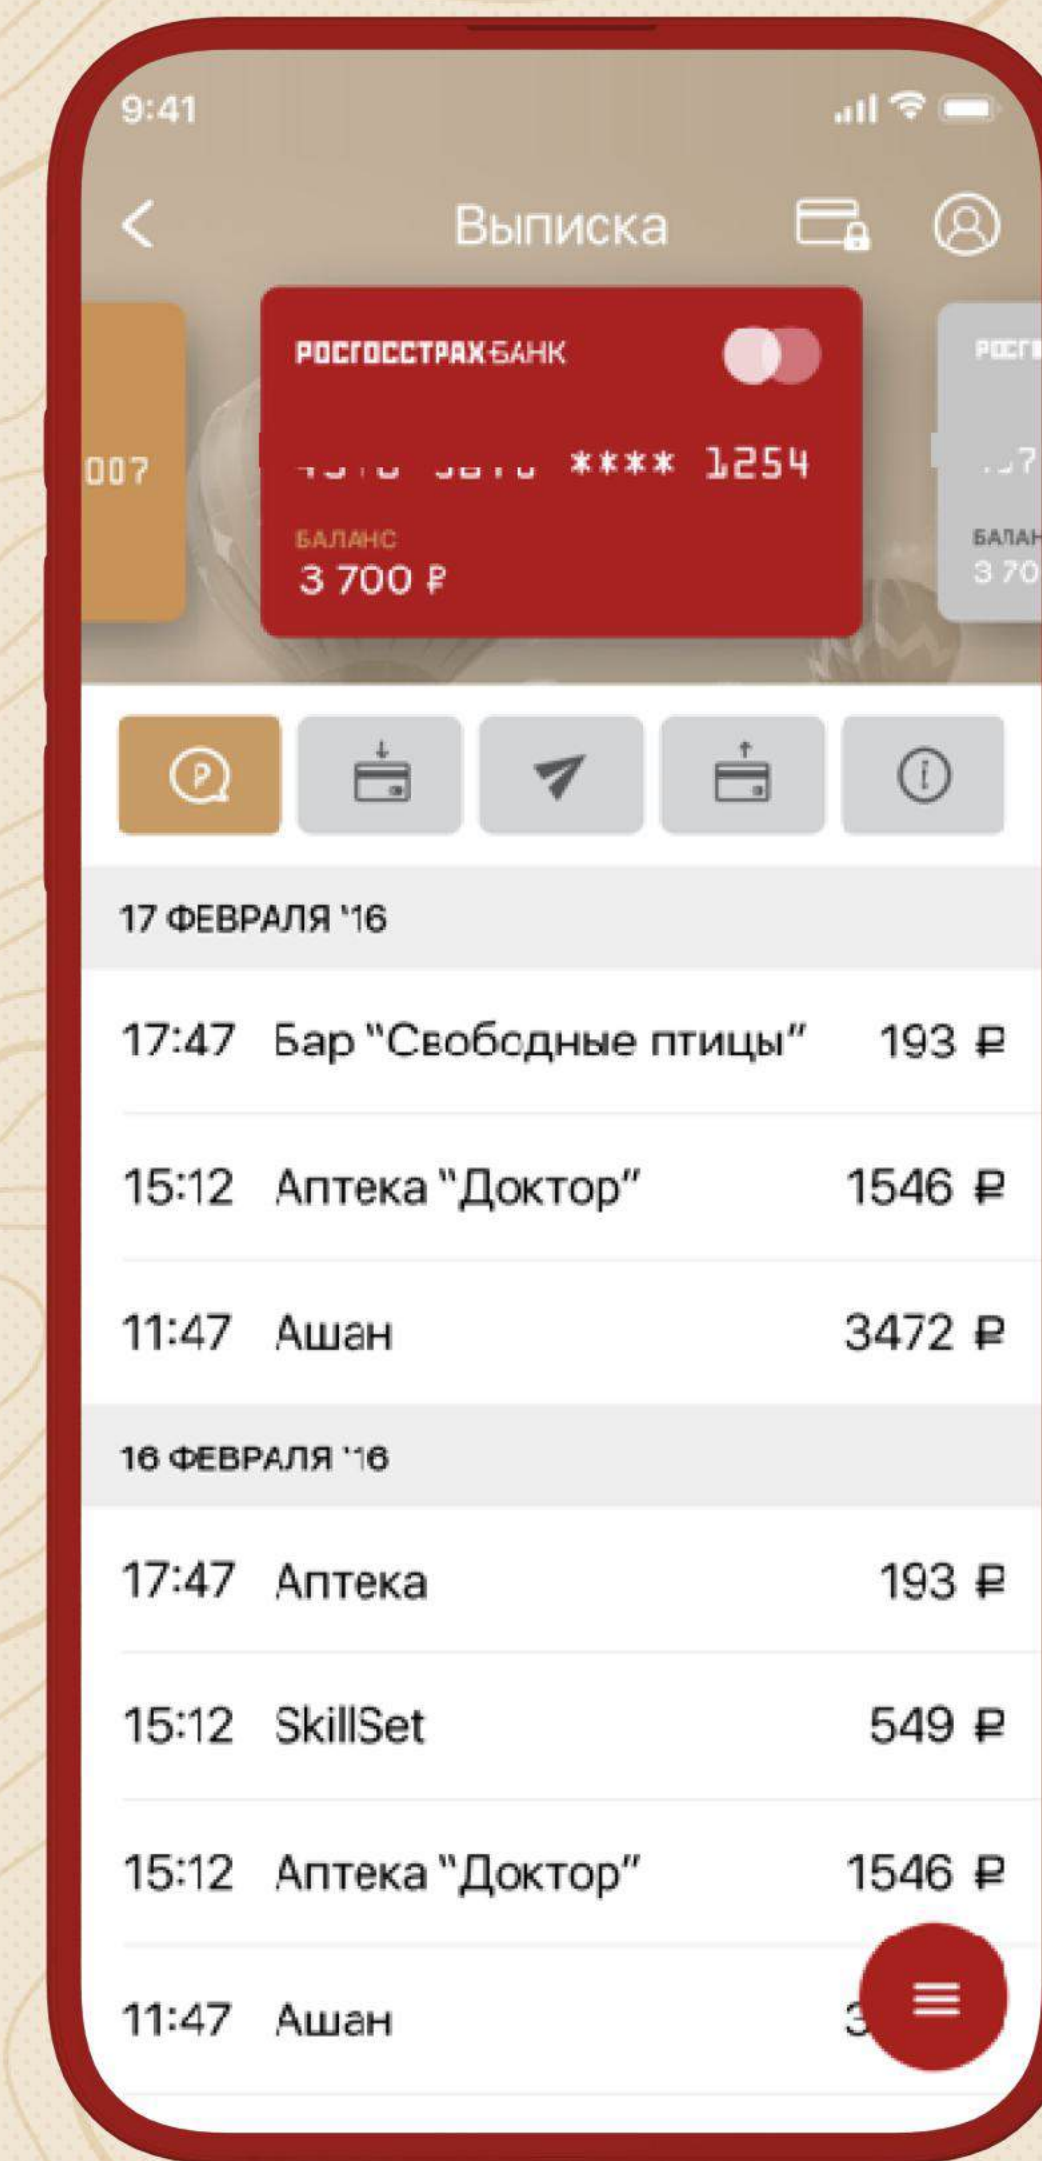 9:41
Выписка
РОСГОССТРАХ БАНК
007
**** 1254
БАЛАНС
3 700 ₽
17 ФЕВРАЛЯ '16
17:47 Бар "Свободные птицы" 193 ₽
15:12 Аптека "Доктор" 1546 ₽
11:47 Ашан 3472 ₽
16 ФЕВРАЛЯ '16
17:47 Аптека 193 ₽
15:12 SkillSet 549 ₽
15:12 Аптека "Доктор" 1546 ₽
11:47 Ашан